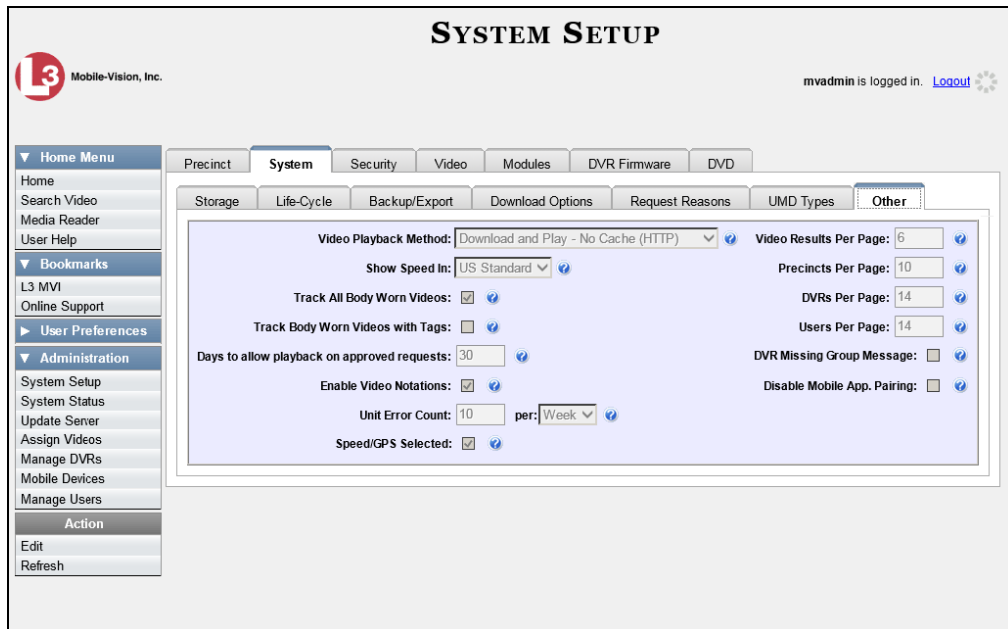 SYSTEM SETUP
L3 Mobile-Vision, Inc.
mvadmin is logged in. Logout
▼ Home Menu
Home
Search Video
Media Reader
User Help
▼ Bookmarks
L3 MVI
Online Support
► User Preferences
▼ Administration
System Setup
System Status
Update Server
Assign Videos
Manage DVRs
Mobile Devices
Manage Users
Action
Edit
Refresh
Precinct System Security Video Modules DVR Firmware DVD
Storage Life-Cycle Backup/Export Download Options Request Reasons UMD Types Other
Video Playback Method: Download and Play - No Cache (HTTP) ?
Show Speed In: US Standard ?
Track All Body Worn Videos: ?
Track Body Worn Videos with Tags: ?
Days to allow playback on approved requests: 30 ?
Enable Video Notations: ?
Unit Error Count: 10 per: Week ?
Speed/GPS Selected: ?
Video Results Per Page: 6 ?
Precincts Per Page: 10 ?
DVRs Per Page: 14 ?
Users Per Page: 14 ?
DVR Missing Group Message: ?
Disable Mobile App. Pairing: ?